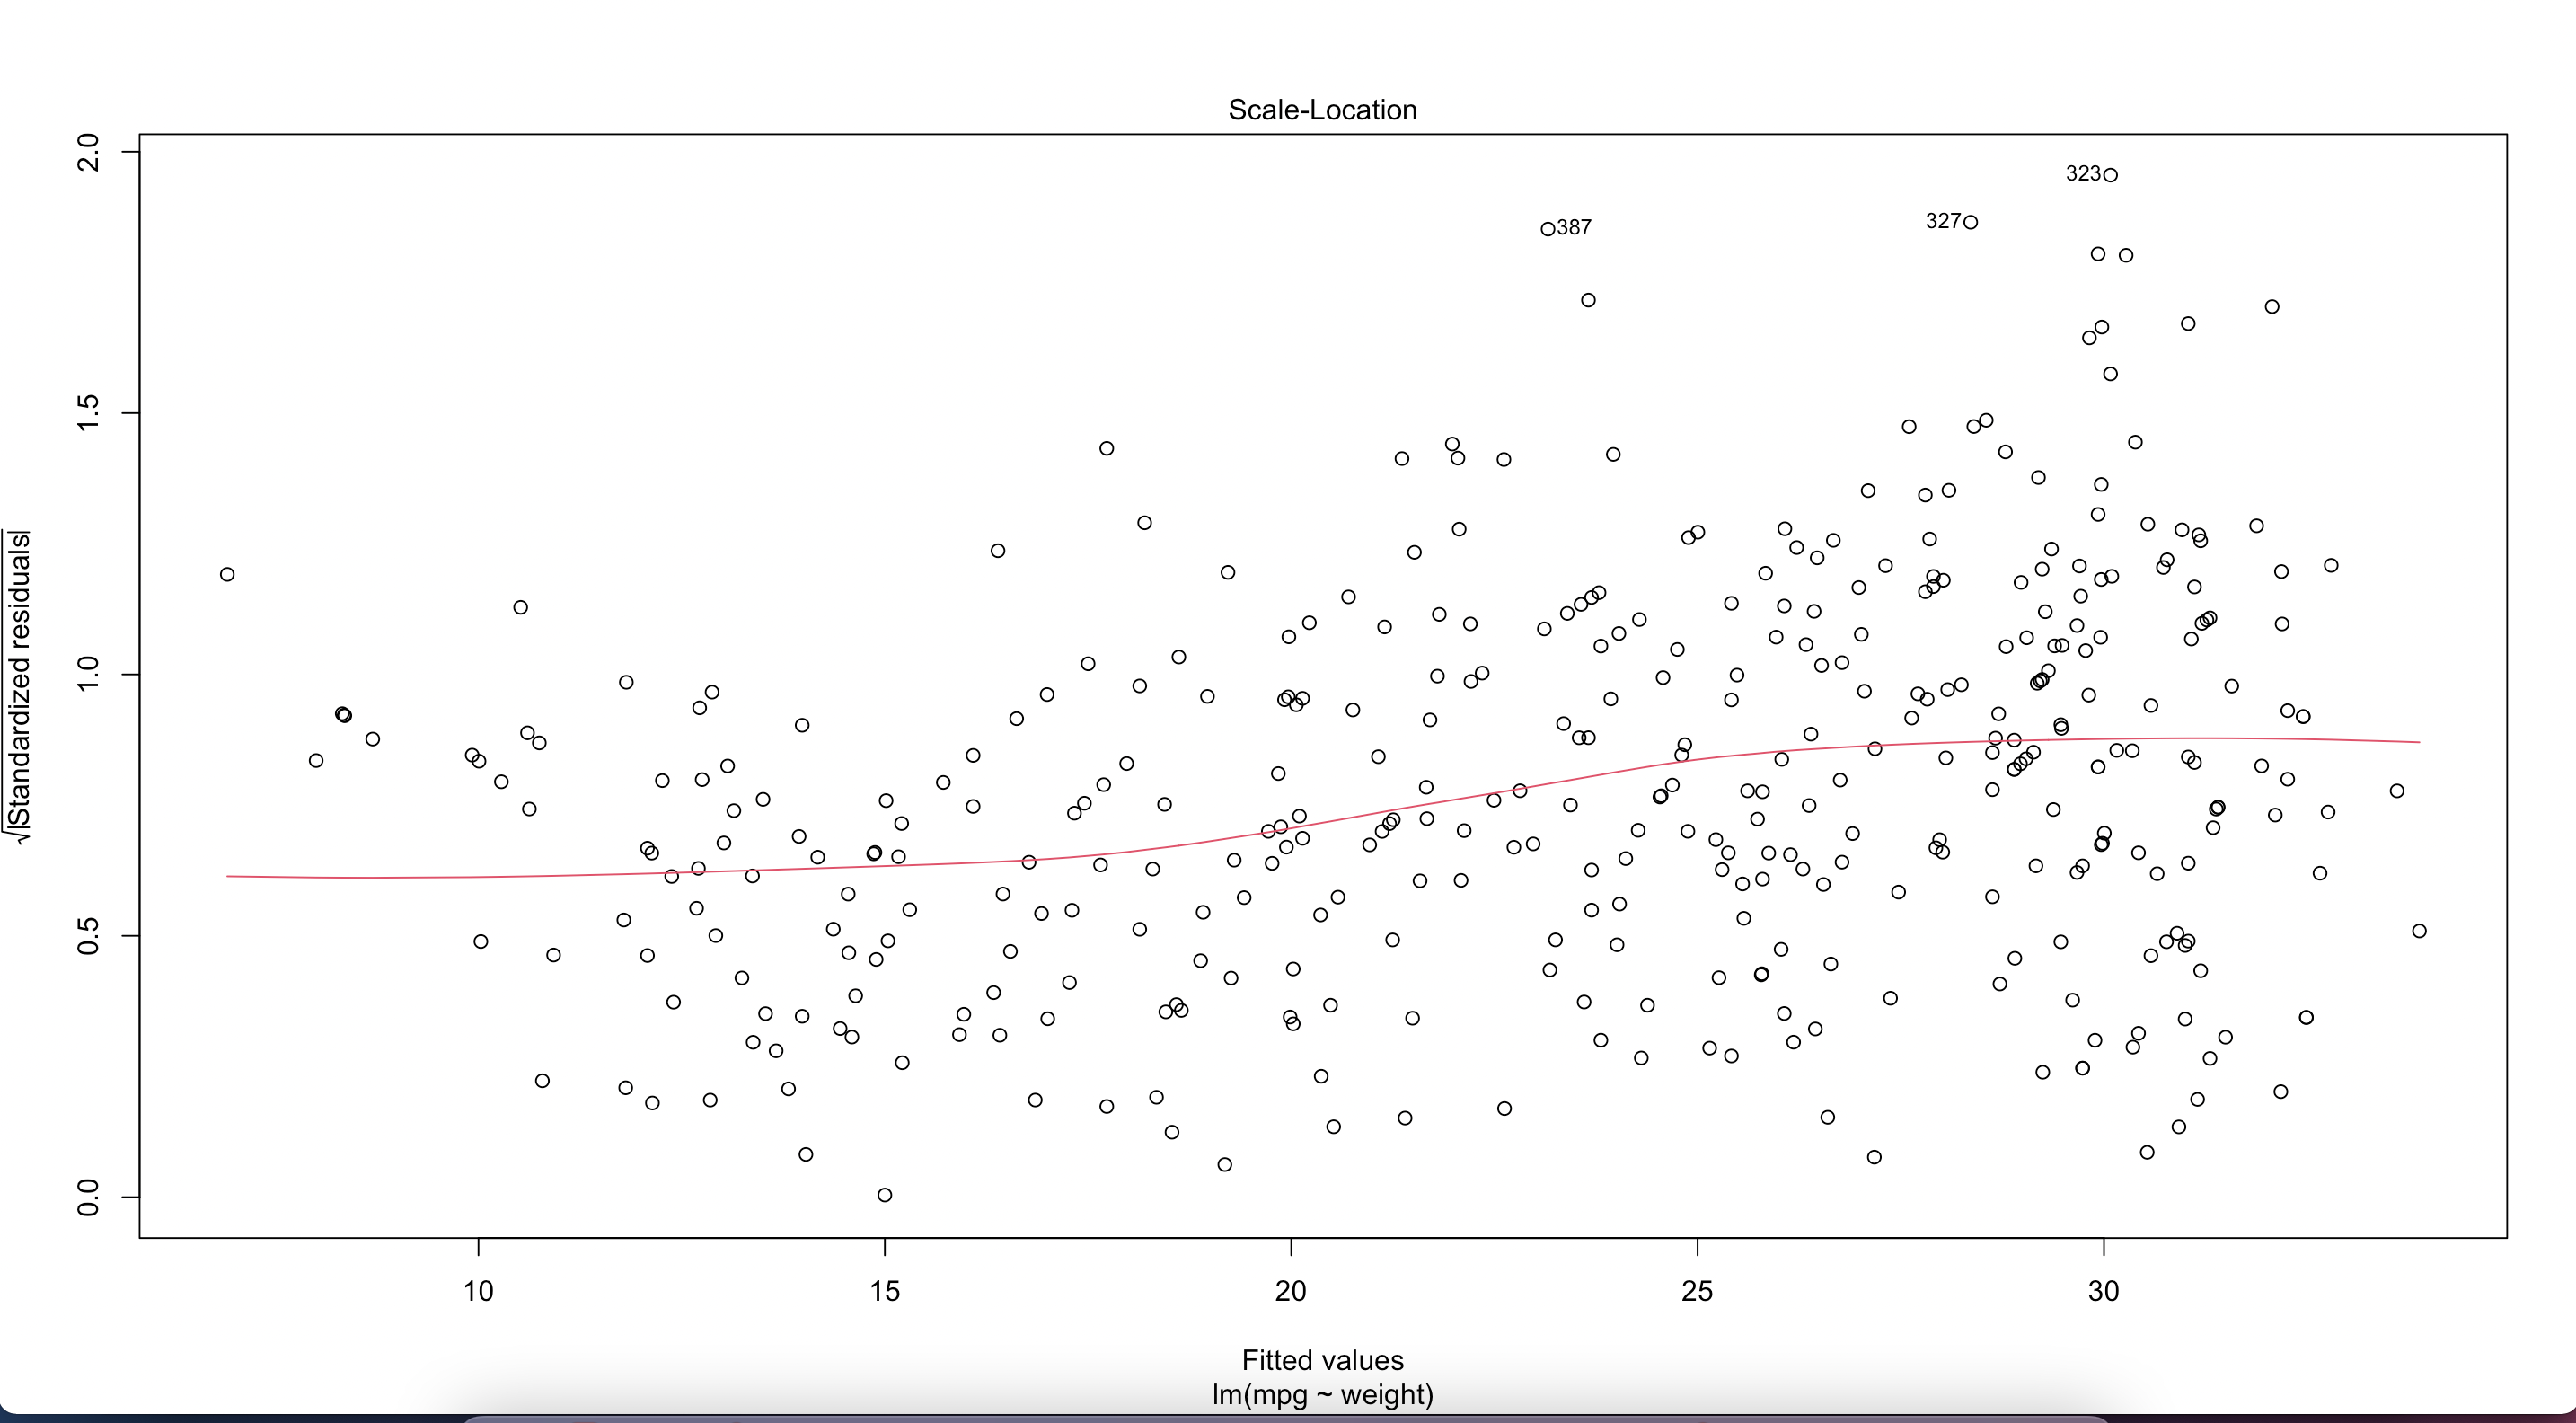 Scale-Location
2.0
1.5
1.0
0.5
0.0
√|Standardized residuals|
323
327
387
10 15 20 25 30
Fitted values
lm(mpg ~ weight)